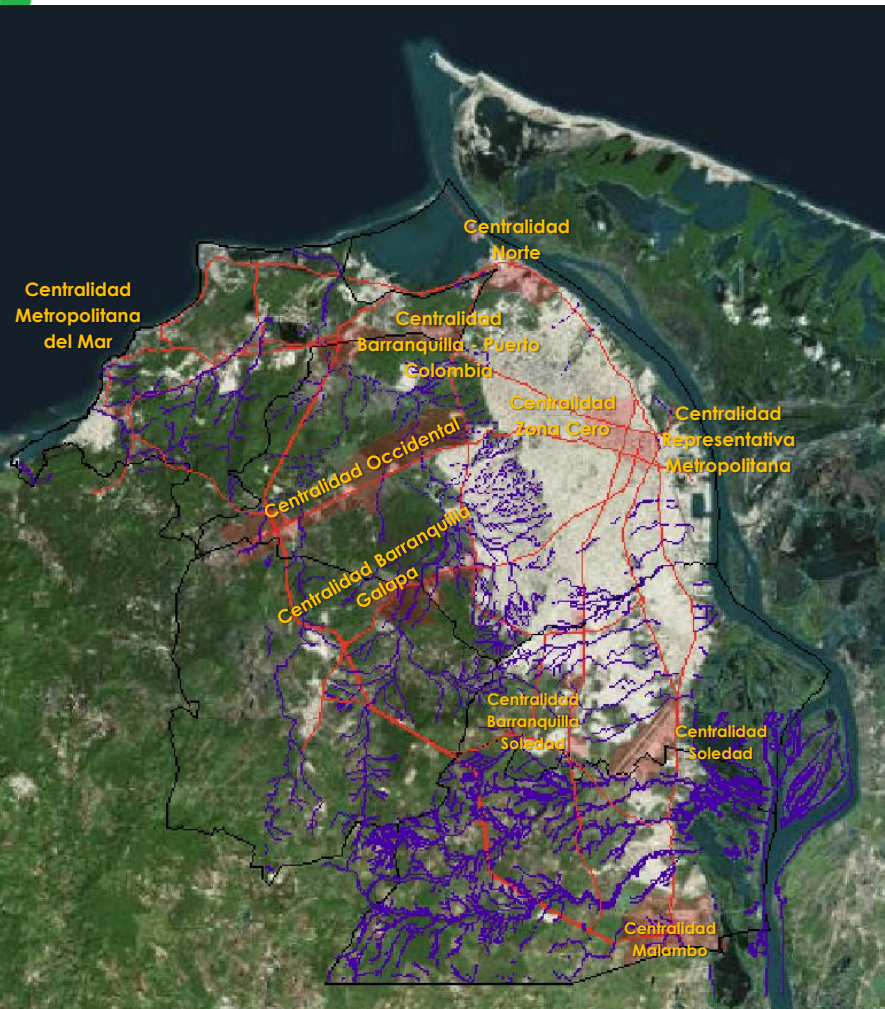 Centralidad
Norte
Centralidad
Metropolitana
del Mar
Centralidad
Barranquilla - Puerto
Colombia
Centralidad
Zona Cero
Centralidad
Representativa
Metropolitana
Centralidad Occidental
Centralidad Barranquilla
Galapa
Centralidad
Barranquilla
Soledad
Centralidad
Soledad
Centralidad
Malambo